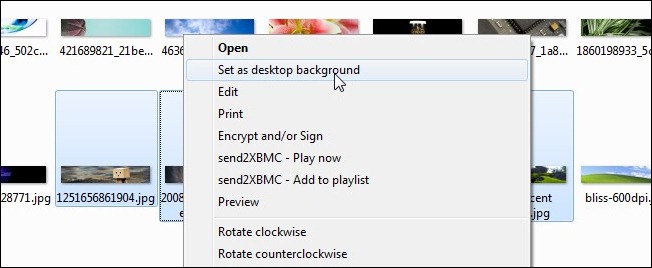 46_502c...
421689821_21be...
463
7_1a8...
1860198933_5c
Open
Set as desktop background
Edit
Print
Encrypt and/or Sign
send2XBMC - Play now
send2XBMC - Add to playlist
Preview
Rotate clockwise
Rotate counterclockwise
28771.jpg
1251656861904.jpg
2008
e
cent
.jpg
bliss-600dpi.